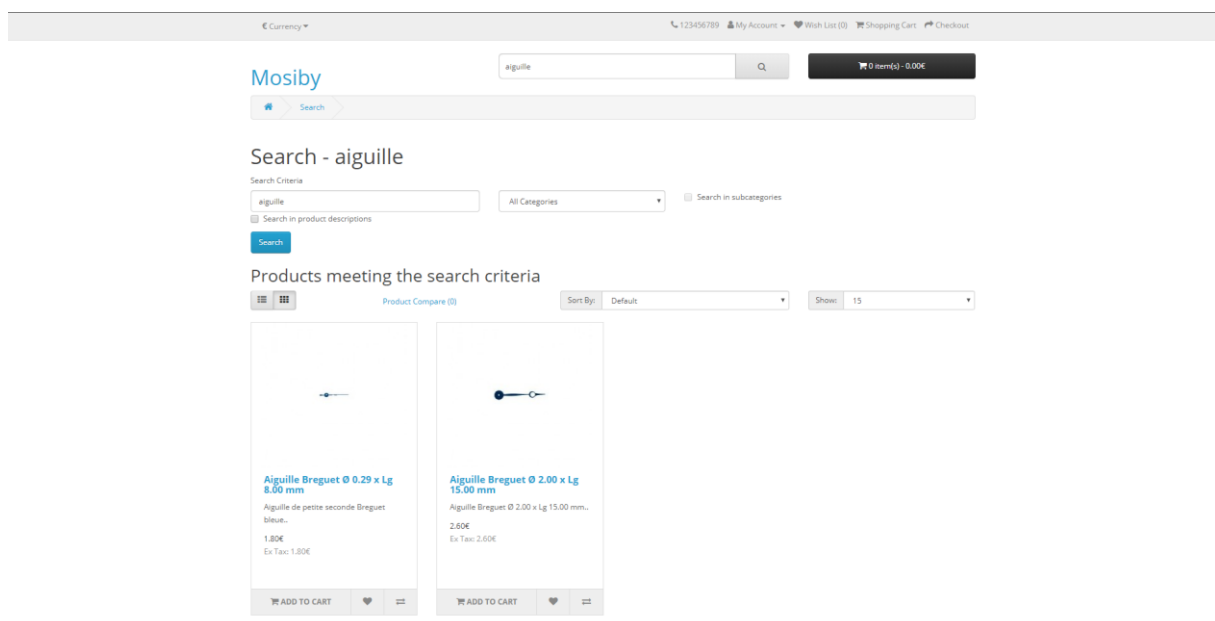 € Currency
123456789 My Account Wish List (0) Shopping Cart Checkout
Mosiby
aiguille
0 item(s) - 0.00€
Search
Search - aiguille
Search Criteria
aiguille
All Categories
Search in subcategories
Search in product descriptions
Search
Products meeting the search criteria
Product Compare (0)
Sort By: Default
Show: 15
Aiguille Breguet Ø 0.29 x Lg
8.00 mm
Aiguille de petite seconde Breguet
bleue..
1.80€
Ex Tax: 1.80€
ADD TO CART
Aiguille Breguet Ø 2.00 x Lg
15.00 mm
Aiguille Breguet Ø 2.00 x Lg 15.00 mm..
2.60€
Ex Tax: 2.60€
ADD TO CART